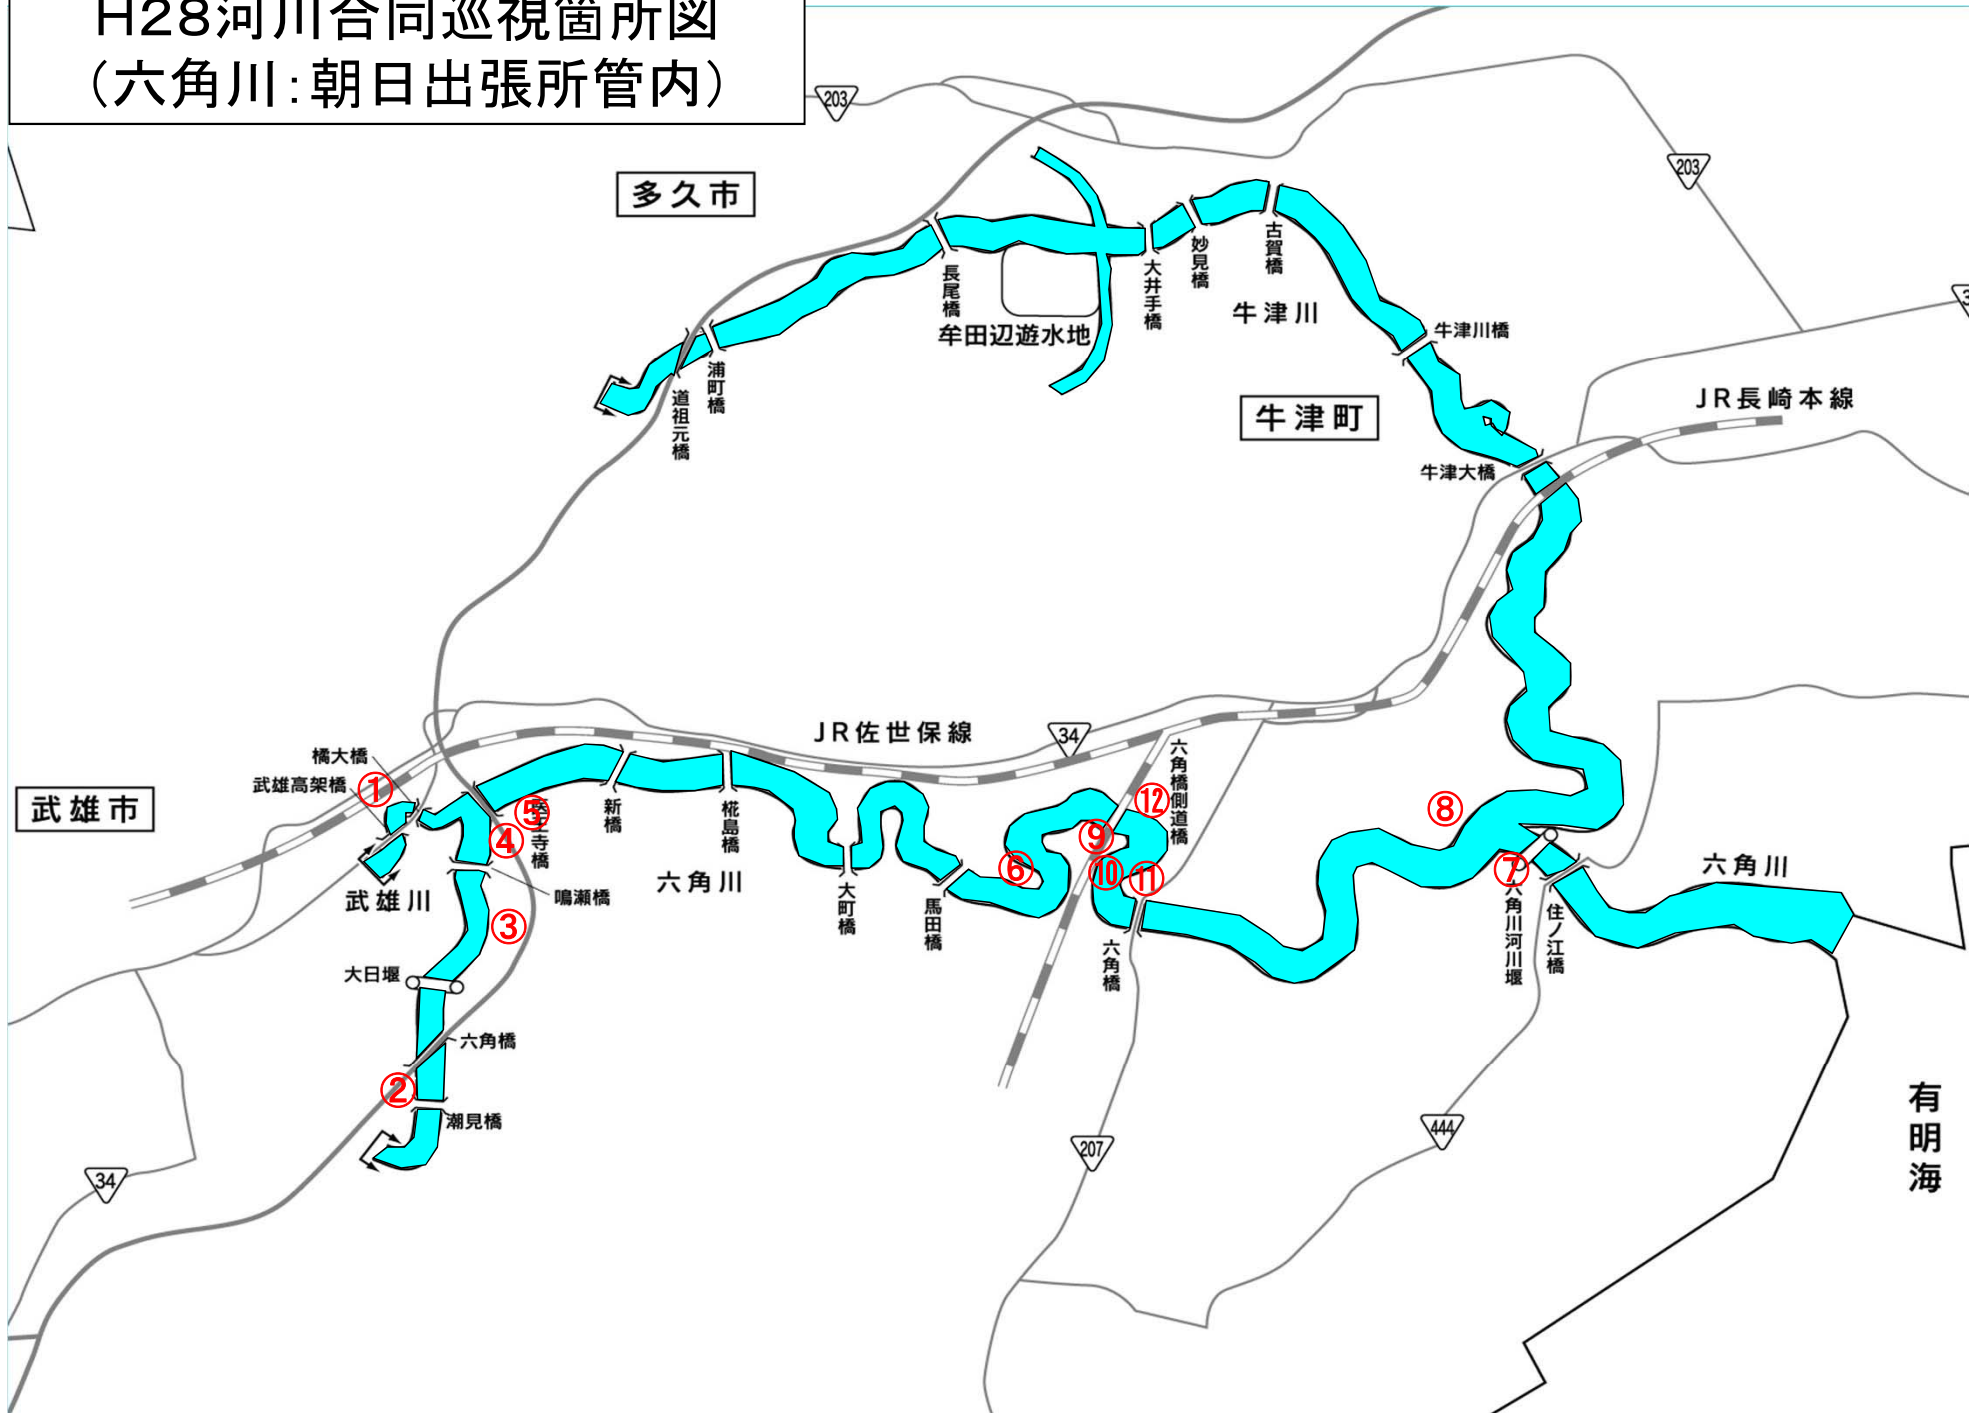 H28河川合同巡視箇所図
（六角川：朝日出張所管内）
203
203
多久市
長尾橋
牟田辺遊水地
大井手橋
妙見橋
古賀橋
牛津川
牛津川橋
浦町橋
道祖元橋
牛津町
牛津大橋
JR長崎本線
JR佐世保線
34
橘大橋
武雄高架橋
①
武雄市
武雄川
⑤
④
鳴瀬橋
③
新橋
椛島橋
六角川
大町橋
馬田橋
⑥
⑨
⑩
⑪
⑫
六角橋側道橋
六角橋
⑧
⑦
六角川河川堰
住ノ江橋
六角川
大日堰
六角橋
②
潮見橋
34
207
444
有明海